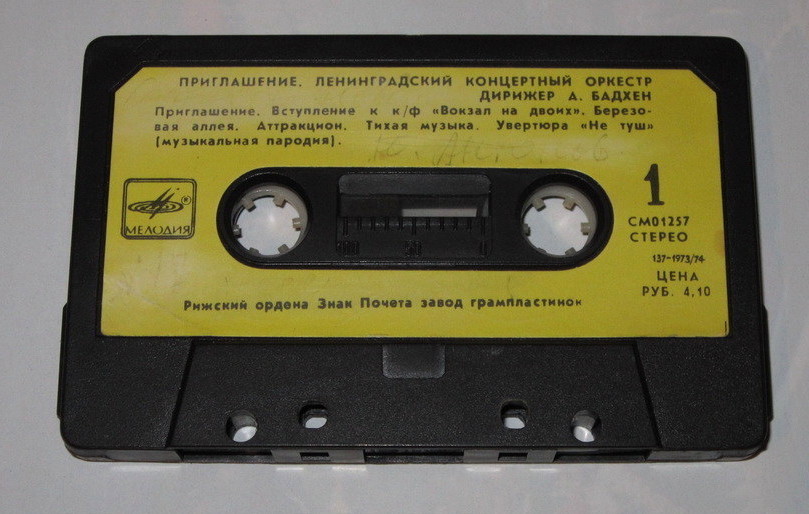 ПРИГЛАШЕНИЕ. ЛЕНИНГРАДСКИЙ КОНЦЕРТНЫЙ ОРКЕСТР
ДИРИЖЕР А. БАДХЕН
Приглашение. Вступление к к/ф «Вокзал на двоих». Березо-
вая аллея. Аттракцион. Тихая музыка. Увертюра «Не туш»
(музыкальная пародия).
МЕЛОДИЯ
1
СМ01257
СТЕРЕО
137-1973/74
ЦЕНА
РУБ. 4,10
100 50
Рижский ордена Знак Почета завод грампластинок